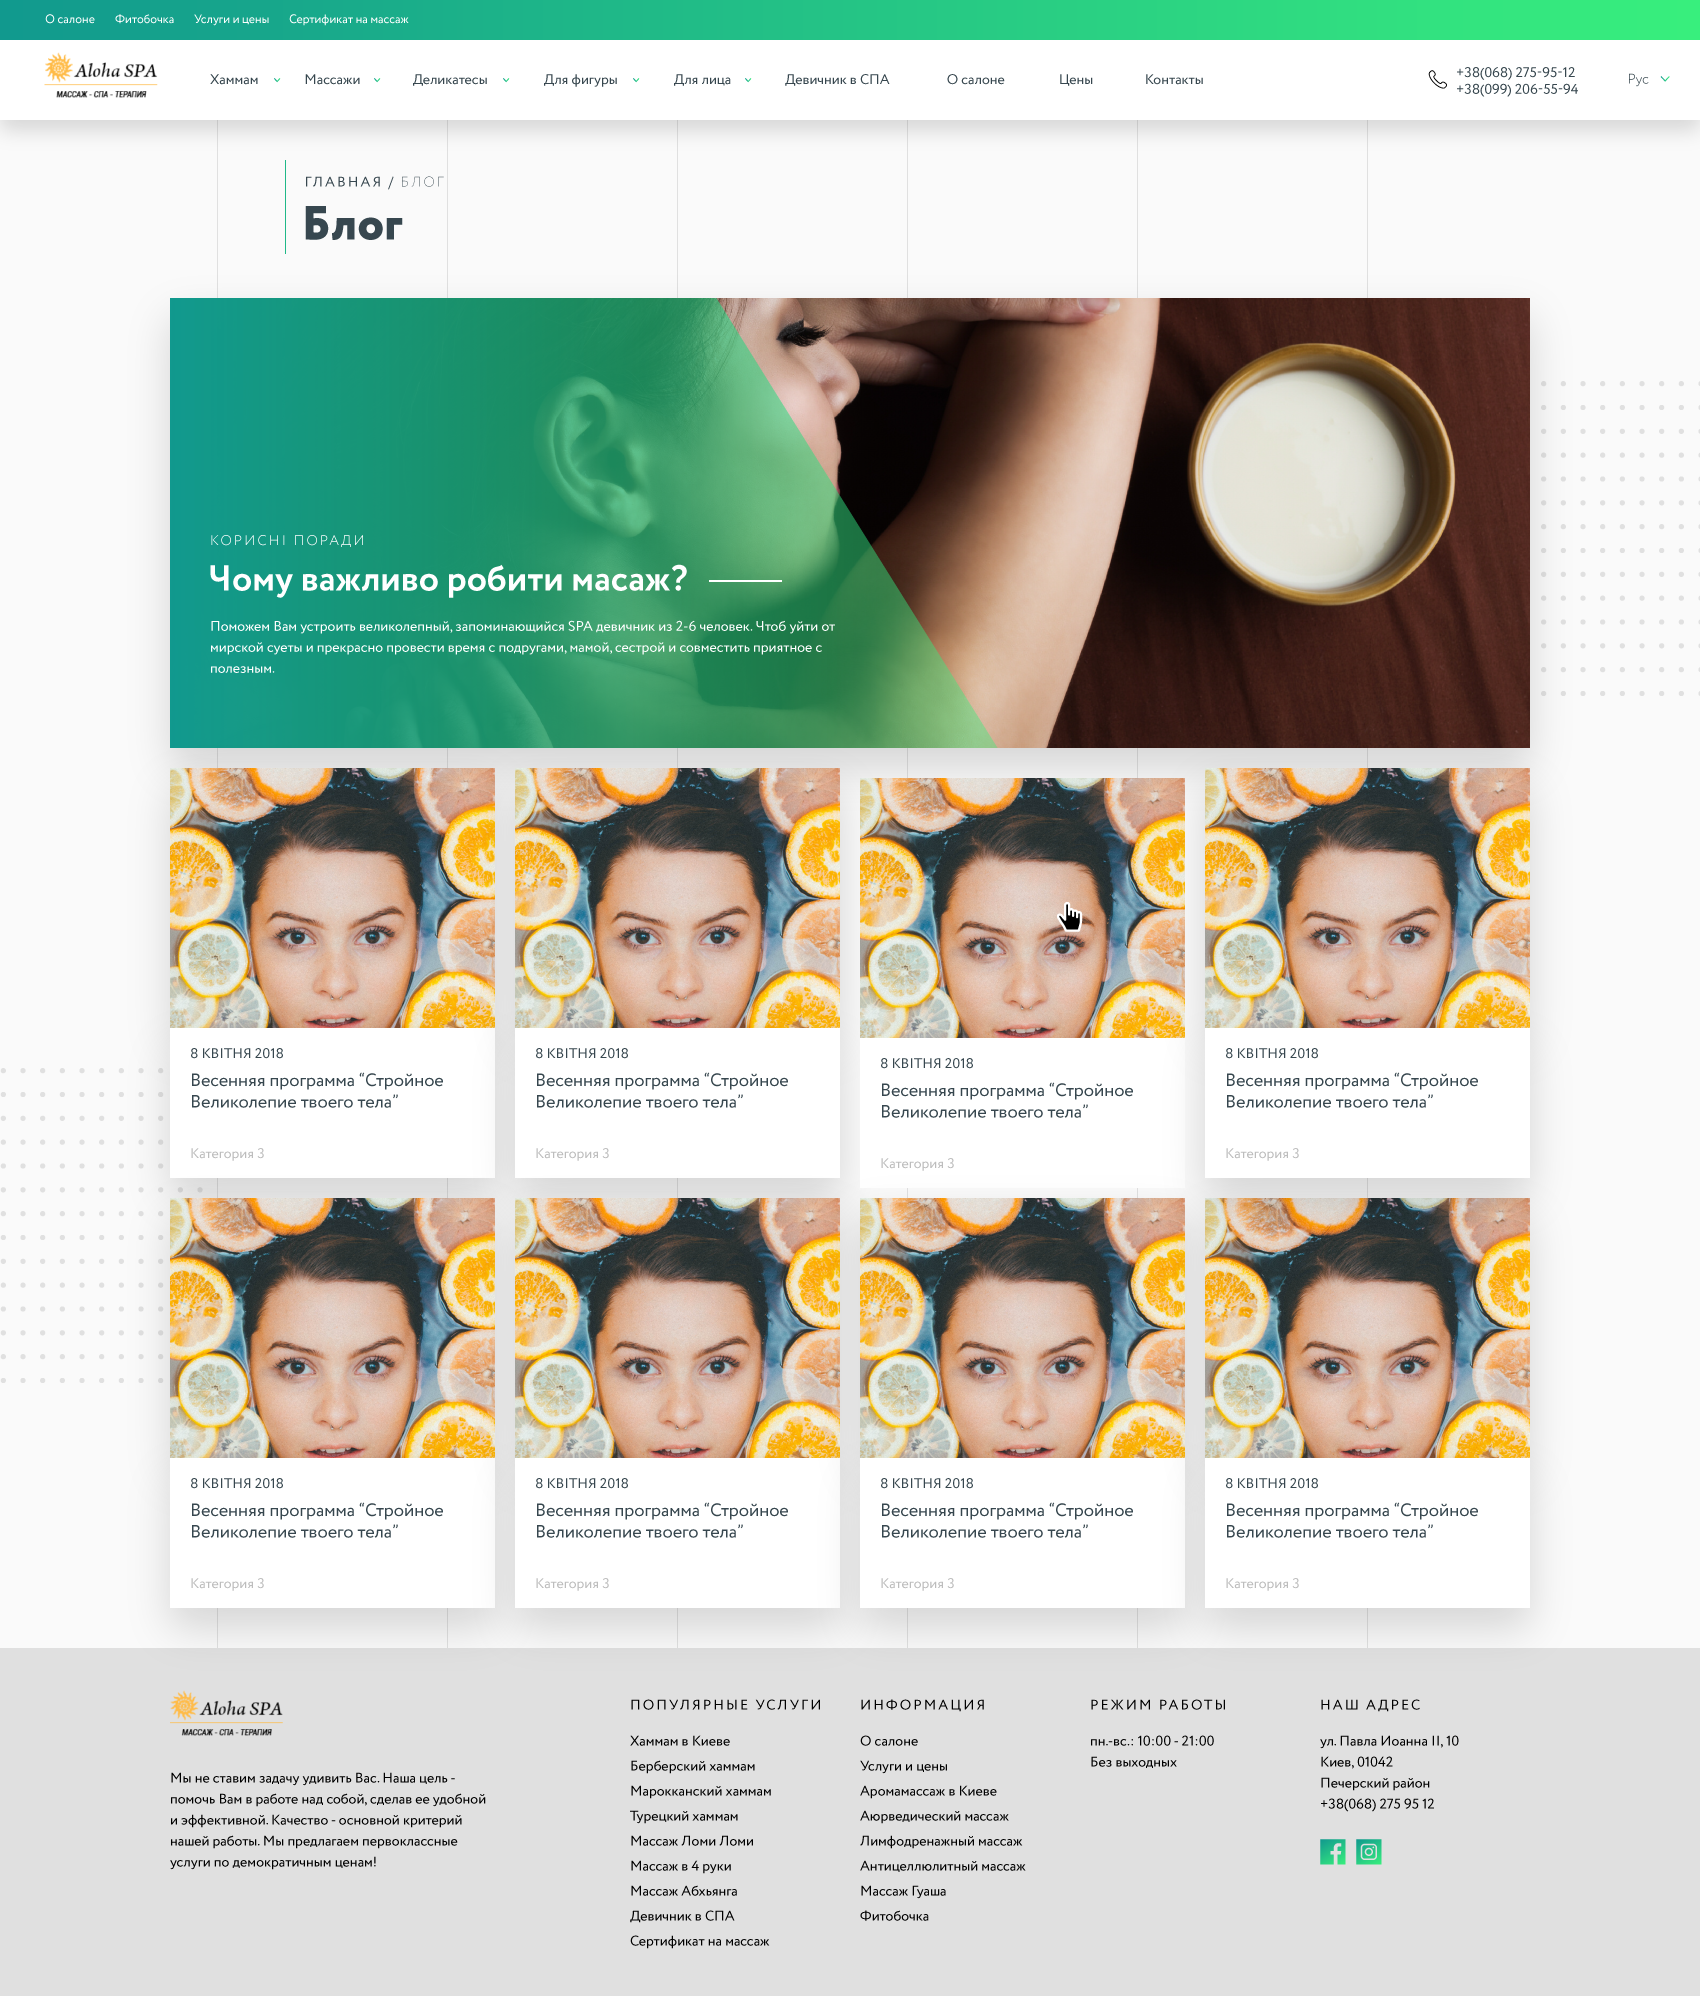 О салоне Фитобочка Услуги и цены Сертификат на массаж
Aloha SPA
МАССАЖ - СПА - ТЕРАПИЯ
Хаммам Массажи Деликатесы Для фигуры Для лица Девичник в СПА О салоне Цены Контакты
+38(068) 275-95-12
+38(099) 206-55-94
Рус
ГЛАВНАЯ / БЛОГ
Блог
КОРИСНІ ПОРАДИ
Чому важливо робити масаж?
Поможем Вам устроить великолепный, запоминающийся SPA девичник из 2-6 человек. Чтоб уйти от
мирской суеты и прекрасно провести время с подругами, мамой, сестрой и совместить приятное с
полезным.
8 КВІТНЯ 2018
Весенняя программа “Стройное
Великолепие твоего тела”
Категория 3
8 КВІТНЯ 2018
Весенняя программа “Стройное
Великолепие твоего тела”
Категория 3
8 КВІТНЯ 2018
Весенняя программа “Стройное
Великолепие твоего тела”
Категория 3
8 КВІТНЯ 2018
Весенняя программа “Стройное
Великолепие твоего тела”
Категория 3
8 КВІТНЯ 2018
Весенняя программа “Стройное
Великолепие твоего тела”
Категория 3
8 КВІТНЯ 2018
Весенняя программа “Стройное
Великолепие твоего тела”
Категория 3
8 КВІТНЯ 2018
Весенняя программа “Стройное
Великолепие твоего тела”
Категория 3
8 КВІТНЯ 2018
Весенняя программа “Стройное
Великолепие твоего тела”
Категория 3
Aloha SPA
МАССАЖ - СПА - ТЕРАПИЯ
Мы не ставим задачу удивить Вас. Наша цель -
помочь Вам в работе над собой, сделав ее удобной
и эффективной. Качество - основной критерий
нашей работы. Мы предлагаем первоклассные
услуги по демократичным ценам!
ПОПУЛЯРНЫЕ УСЛУГИ
Хаммам в Киеве
Берберский хаммам
Марокканский хаммам
Турецкий хаммам
Массаж Ломи Ломи
Массаж в 4 руки
Массаж Абхьянга
Девичник в СПА
Сертификат на массаж
ИНФОРМАЦИЯ
О салоне
Услуги и цены
Аромамассаж в Киеве
Аюрведический массаж
Лимфодренажный массаж
Антицеллюлитный массаж
Массаж Гуаша
Фитобочка
РЕЖИМ РАБОТЫ
пн.-вс.: 10:00 - 21:00
Без выходных
НАШ АДРЕС
ул. Павла Иоанна II, 10
Киев, 01042
Печерский район
+38(068) 275 95 12